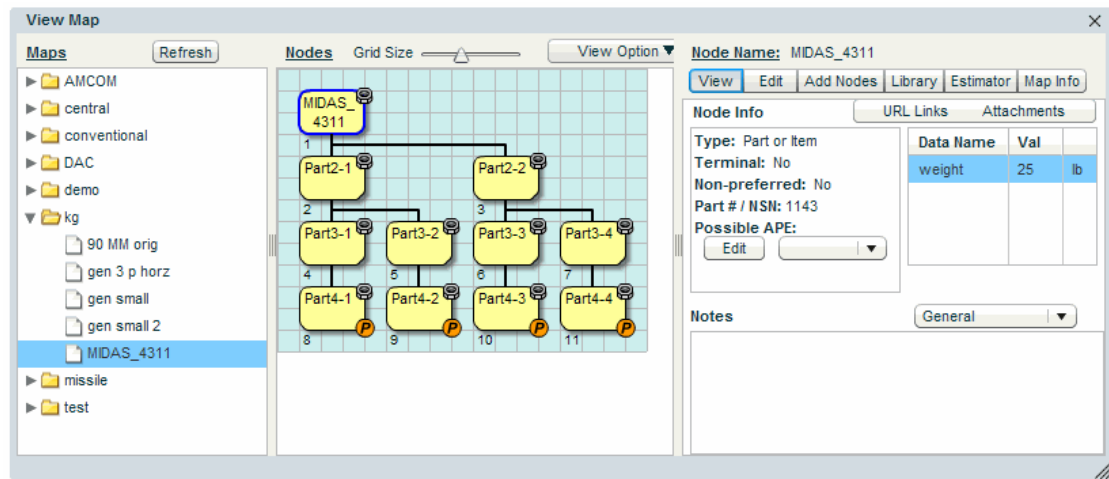 View Map
Maps
Refresh
AMCOM
central
conventional
DAC
demo
kg
90 MM orig
gen 3 p horz
gen small
gen small 2
MIDAS_4311
missile
test
Nodes Grid Size View Option
MIDAS_
4311
1
Part2-1 Part2-2
2 3
Part3-1 Part3-2 Part3-3 Part3-4
4 5 6 7
Part4-1 Part4-2 Part4-3 Part4-4
P P P P
8 9 10 11
Node Name: MIDAS_4311
View Edit Add Nodes Library Estimator Map Info
Node Info URL Links Attachments
Type: Part or Item
Terminal: No
Non-preferred: No
Part # / NSN: 1143
Possible APE:
Edit
Data Name Val
weight 25 lb
Notes General